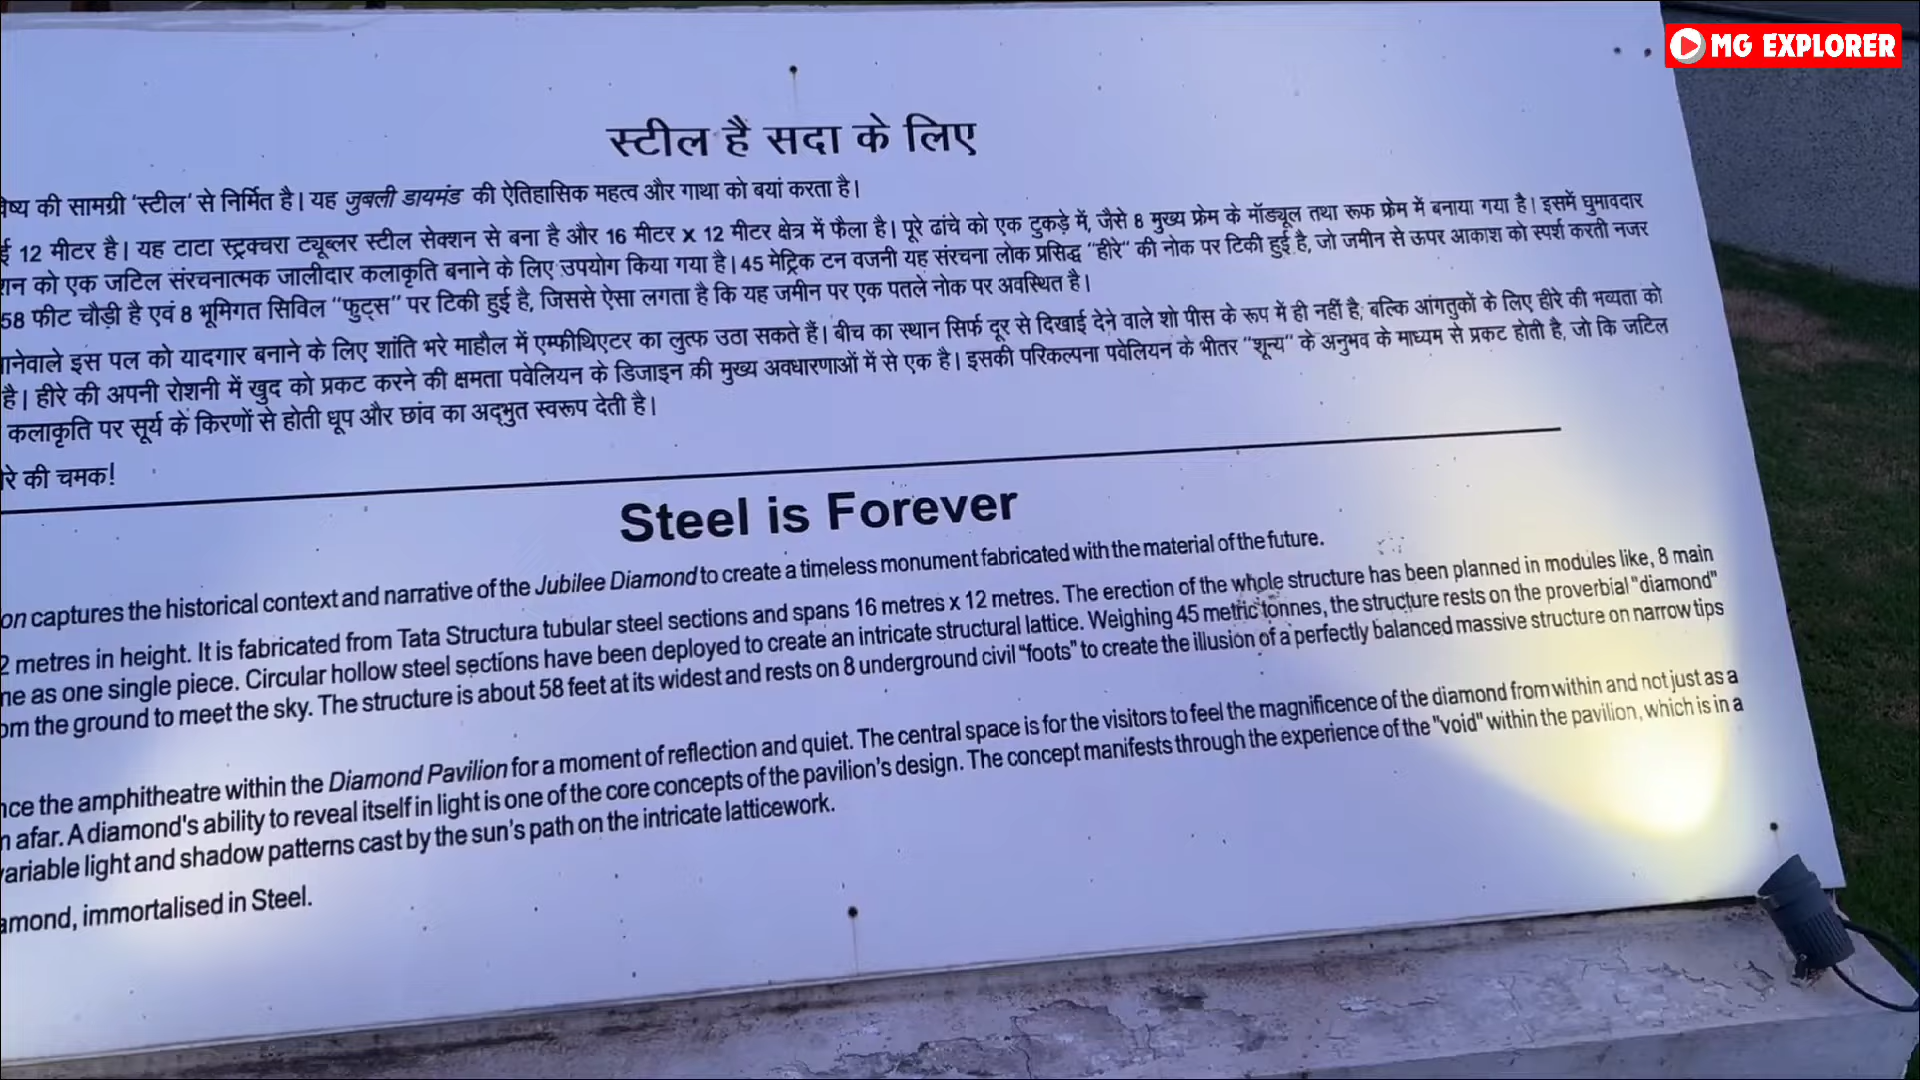 MG EXPLORER
स्टील है सदा के लिए
की सामग्री 'स्टील' से निर्मित है। यह जुबली डायमंड की ऐतिहासिक महत्व और गाथा को बयां करता है।
12 मीटर है। यह टाटा स्ट्रक्चरा ट्यूब्लर स्टील सेक्शन से बना है और 16 मीटर X 12 मीटर क्षेत्र में फैला है। पूरे ढांचे को एक टुकड़े में, जैसे 8 मुख्य फ्रेम के मॉड्यूल तथा रूफ फ्रेम में बनाया गया है। इसमें घुमावदार
को एक जटिल संरचनात्मक जालीदार कलाकृति बनाने के लिए उपयोग किया गया है। 45 मेट्रिक टन वजनी यह संरचना लोक प्रसिद्ध "हीरे" की नोक पर टिकी हुई है, जो जमीन से ऊपर आकाश को स्पर्श करती नजर
58 फीट चौड़ी है एवं 8 भूमिगत सिविल "फुट्स" पर टिकी हुई है, जिससे ऐसा लगता है कि यह जमीन पर एक पतले नोक पर अवस्थित है।
इस पल को यादगार बनाने के लिए शांति भरे माहौल में एम्फीथिएटर का लुत्फ उठा सकते हैं। बीच का स्थान सिर्फ दूर से दिखाई देने वाले शो पीस के रूप में ही नहीं है; बल्कि आंगतुकों के लिए हीरे की भव्यता को
है। हीरे की अपनी रोशनी में खुद को प्रकट करने की क्षमता पवेलियन के डिजाइन की मुख्य अवधारणाओं में से एक है। इसकी परिकल्पना पवेलियन के भीतर "शून्य" के अनुभव के माध्यम से प्रकट होती है, जो कि जटिल
कलाकृति पर सूर्य के किरणों से होती धूप और छांव का अद्भुत स्वरूप देती है।
की चमक!
Steel is Forever
captures the historical context and narrative of the Jubilee Diamond to create a timeless monument fabricated with the material of the future.
metres in height. It is fabricated from Tata Structura tubular steel sections and spans 16 metres x 12 metres. The erection of the whole structure has been planned in modules like, 8 main
as one single piece. Circular hollow steel sections have been deployed to create an intricate structural lattice. Weighing 45 metric tonnes, the structure rests on the proverbial "diamond"
the ground to meet the sky. The structure is about 58 feet at its widest and rests on 8 underground civil "foots" to create the illusion of a perfectly balanced massive structure on narrow tips
the amphitheatre within the Diamond Pavilion for a moment of reflection and quiet. The central space is for the visitors to feel the magnificence of the diamond from within and not just as a
afar. A diamond's ability to reveal itself in light is one of the core concepts of the pavilion's design. The concept manifests through the experience of the "void" within the pavilion, which is in a
light and shadow patterns cast by the sun's path on the intricate latticework.
immortalised in Steel.